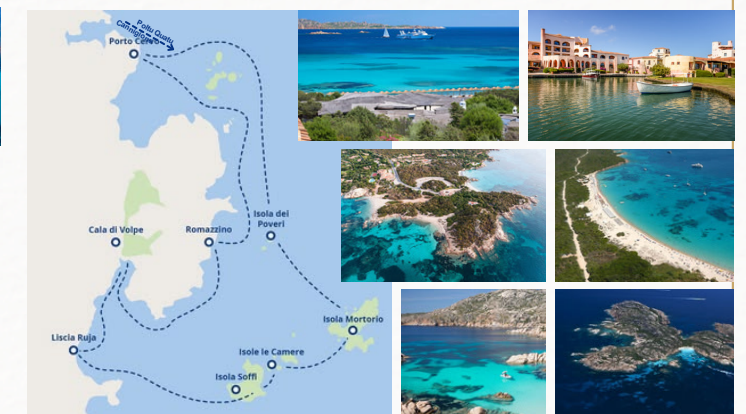 Poltu Quatu
Cannigione
Porto Cervo
Isola dei
Poveri
Cala di Volpe
Romazzino
Isola Mortorio
Liscia Ruja
Isole le Camere
Isola Soffi